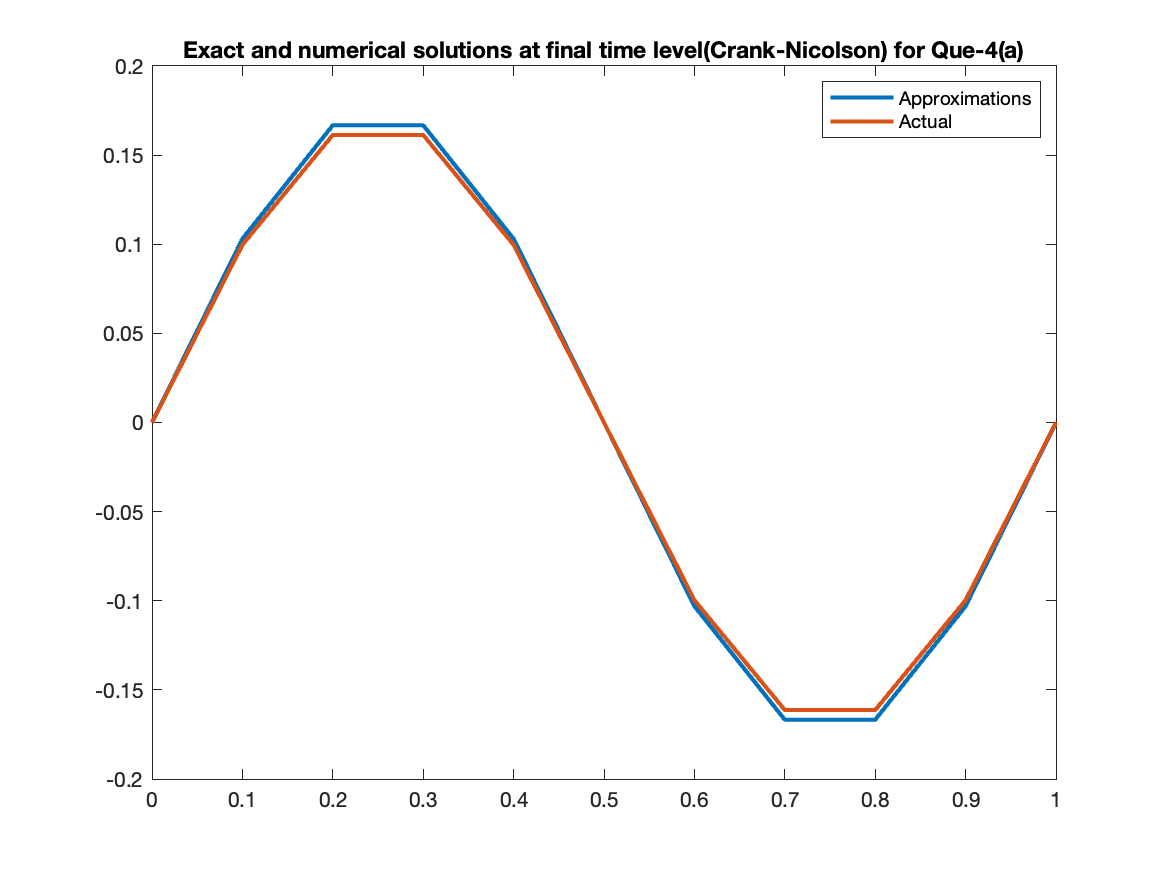 Exact and numerical solutions at final time level(Crank-Nicolson) for Que-4(a)
Approximations
Actual
0.2
0.15
0.1
0.05
0
-0.05
-0.1
-0.15
-0.2
0 0.1 0.2 0.3 0.4 0.5 0.6 0.7 0.8 0.9 1